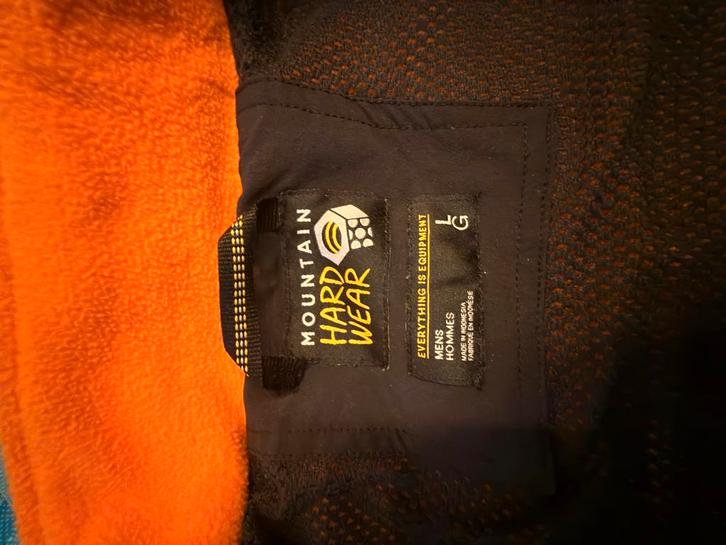 MOUNTAIN
HARD
WEAR
EVERYTHING IS EQUIPMENT
L
G
MENS
HOMMES
MADE IN INDONESIA
FABRIQUÉ EN INDONÉSIE